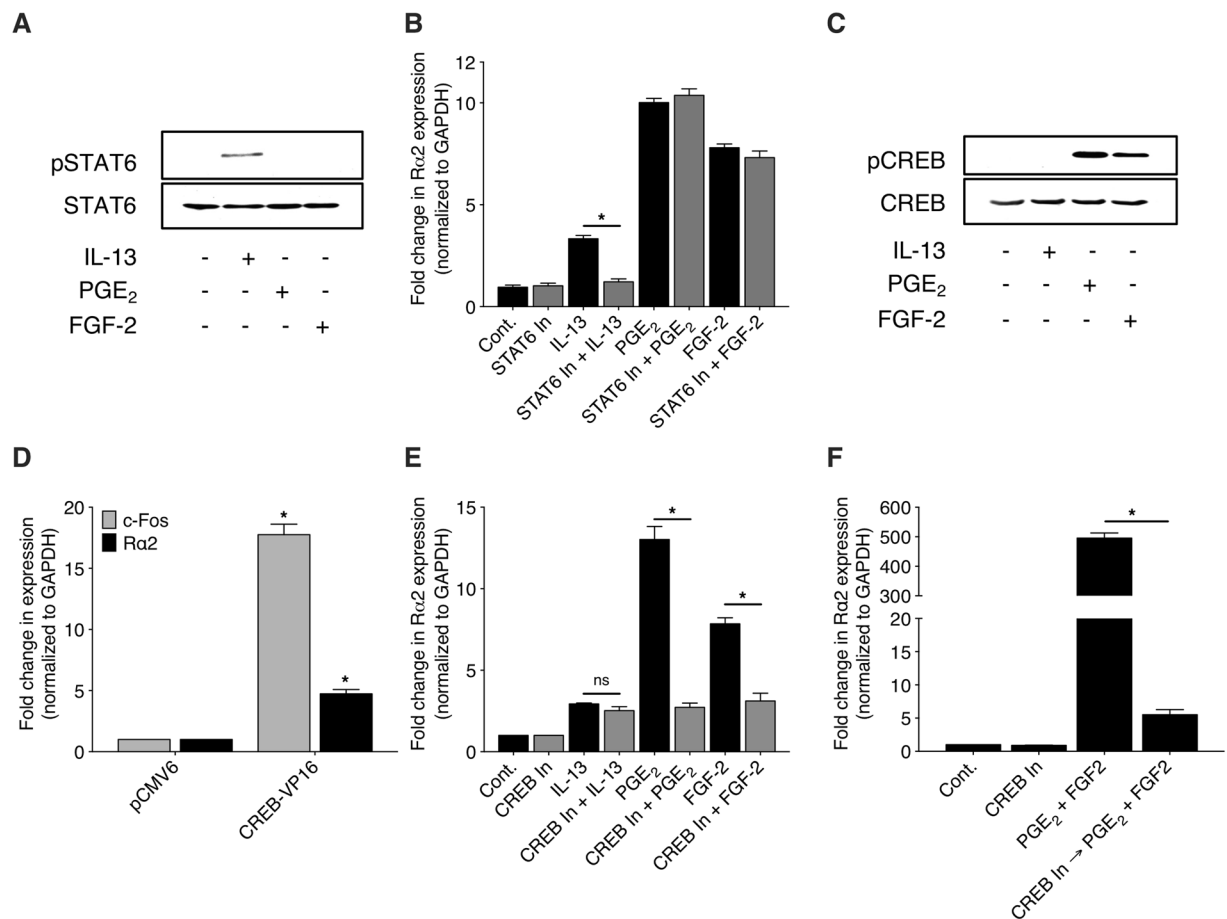 A
pSTAT6
STAT6
IL-13 - + - -
PGE2 - - + -
FGF-2 - - - +
B
Fold change in Rα2 expression
(normalized to GAPDH)
12
10
5
0
*
Cont.
STAT6 In
IL-13
STAT6 In + IL-13
PGE2
STAT6 In + PGE2
FGF-2
STAT6 In + FGF-2
C
pCREB
CREB
IL-13 - + - -
PGE2 - - + -
FGF-2 - - - +
D
Fold change in expression
(normalized to GAPDH)
20
15
10
5
0
c-Fos
Rα2
*
*
pCMV6
CREB-VP16
E
Fold change in Rα2 expression
(normalized to GAPDH)
15
10
5
0
ns
*
*
Cont.
CREB In
IL-13
CREB In + IL-13
PGE2
CREB In + PGE2
FGF-2
CREB In + FGF-2
F
Fold change in Rα2 expression
(normalized to GAPDH)
600
500
400
300
20
15
10
5
0
*
Cont.
CREB In
PGE2 + FGF2
CREB In → PGE2 + FGF2